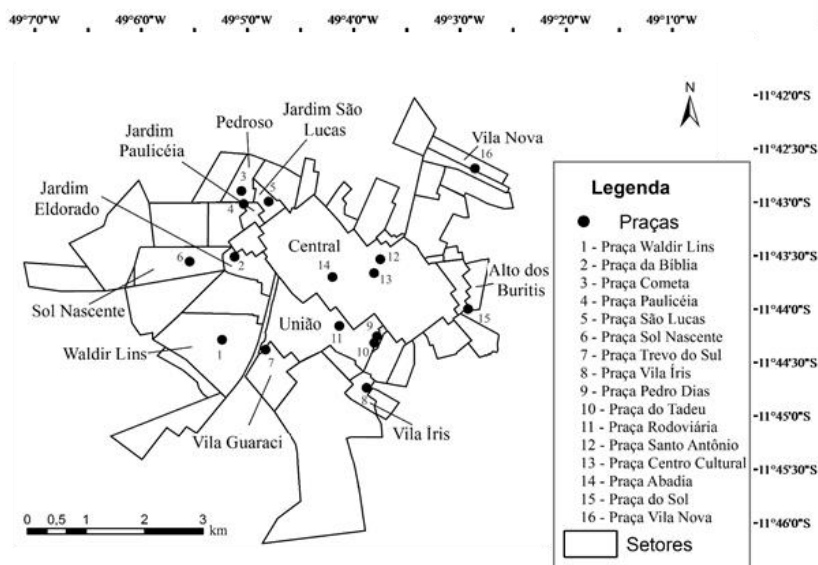 49°7'0"O 49°6'0"O 49°5'0"O 49°4'0"O 49°3'0"O 49°2'0"O
11°42'0"S
11°42'30"S
11°43'0"S
11°43'30"S
11°44'0"S
11°44'30"S
11°45'0"S
11°45'30"S
11°46'0"S
N
Jardim São
Lucas
Pedroso
Jardim
Paulicéia
Jardim
Eldorado
Vila Nova
16
3
4
5
Central
12
13
14
6
2
Sol Nascente
Alto dos
Buritis
15
União
9
11
10
Waldir Lins
1
7
8
Vila Guaraci
Vila Íris
0 0,5 1 2 3
km
Legenda
Praças
1 - Praça Waldir Lins
2 - Praça da Bíblia
3 - Praça Cometa
4 - Praça Paulicéia
5 - Praça São Lucas
6 - Praça Sol Nascente
7 - Praça Trevo do Sul
8 - Praça Vila Íris
9 - Praça Pedro Dias
10 - Praça do Tadeu
11 - Praça Rodoviária
12 - Praça Santo Antônio
13 - Praça Centro Cultural
14 - Praça Abadia
15 - Praça do Sol
16 - Praça Vila Nova
Setores